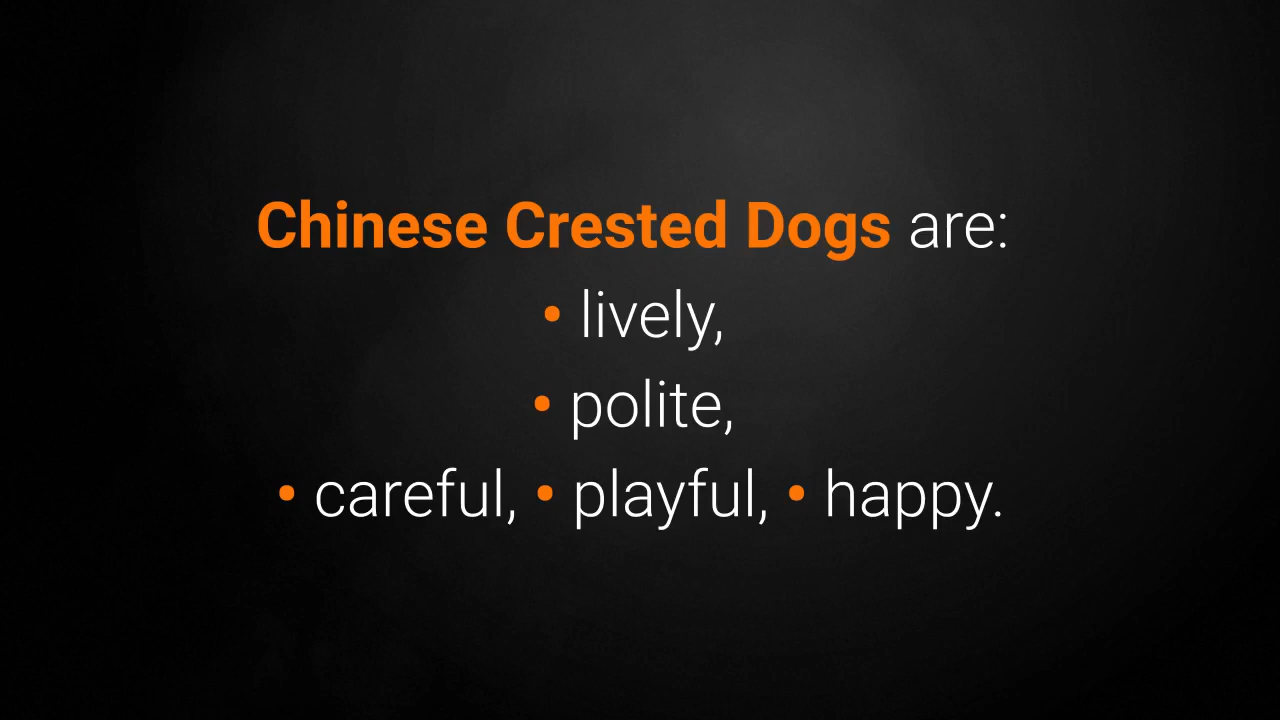 Chinese Crested Dogs are:
• lively,
• polite,
• careful, • playful, • happy.